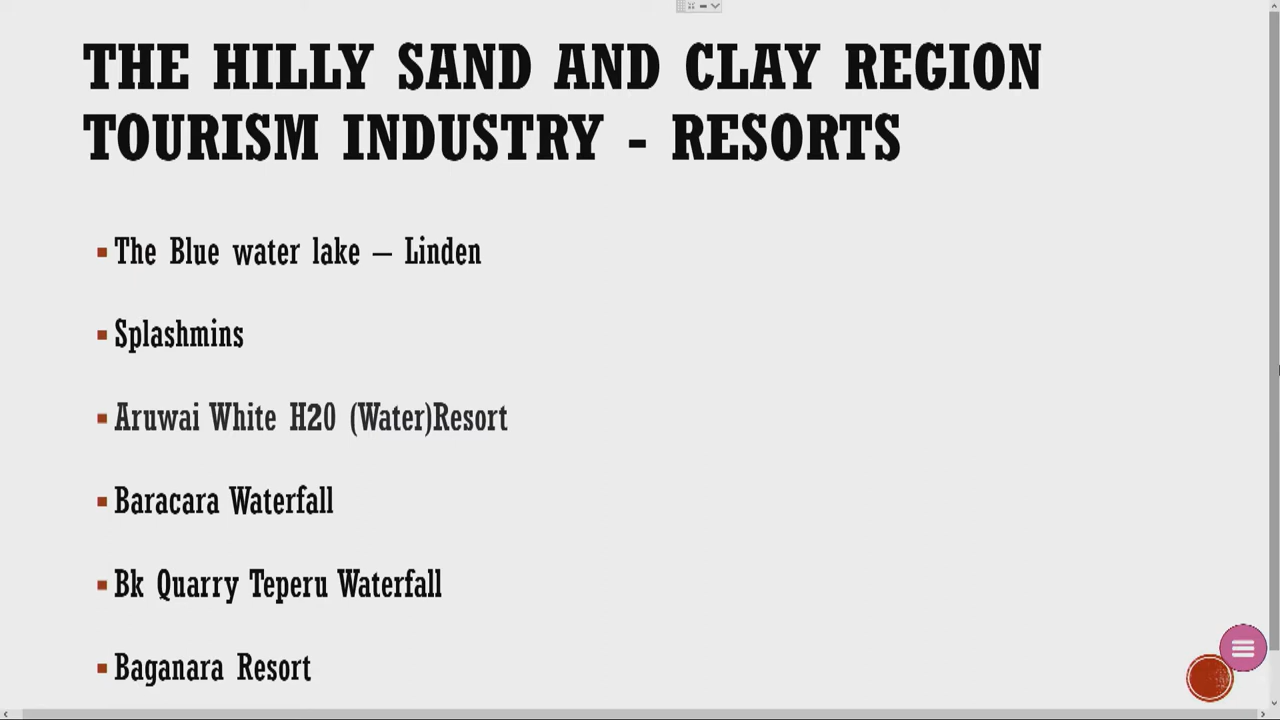 THE HILLY SAND AND CLAY REGION
TOURISM INDUSTRY - RESORTS
The Blue water lake – Linden
Splashmins
Aruwai White H20 (Water)Resort
Baracara Waterfall
Bk Quarry Teperu Waterfall
Baganara Resort